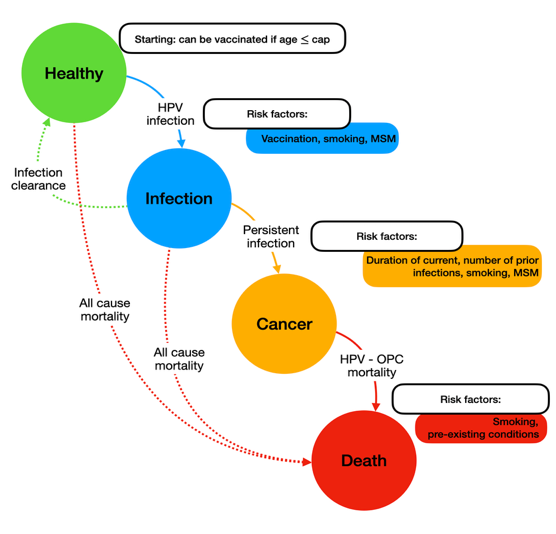 Starting: can be vaccinated if age ≤ cap
Healthy
HPV
infection
Risk factors:
Vaccination, smoking, MSM
Infection
clearance
Infection
Persistent
infection
Risk factors:
Duration of current, number of prior
infections, smoking, MSM
All cause
mortality
Cancer
All cause
mortality
HPV - OPC
mortality
Risk factors:
Smoking,
pre-existing conditions
Death